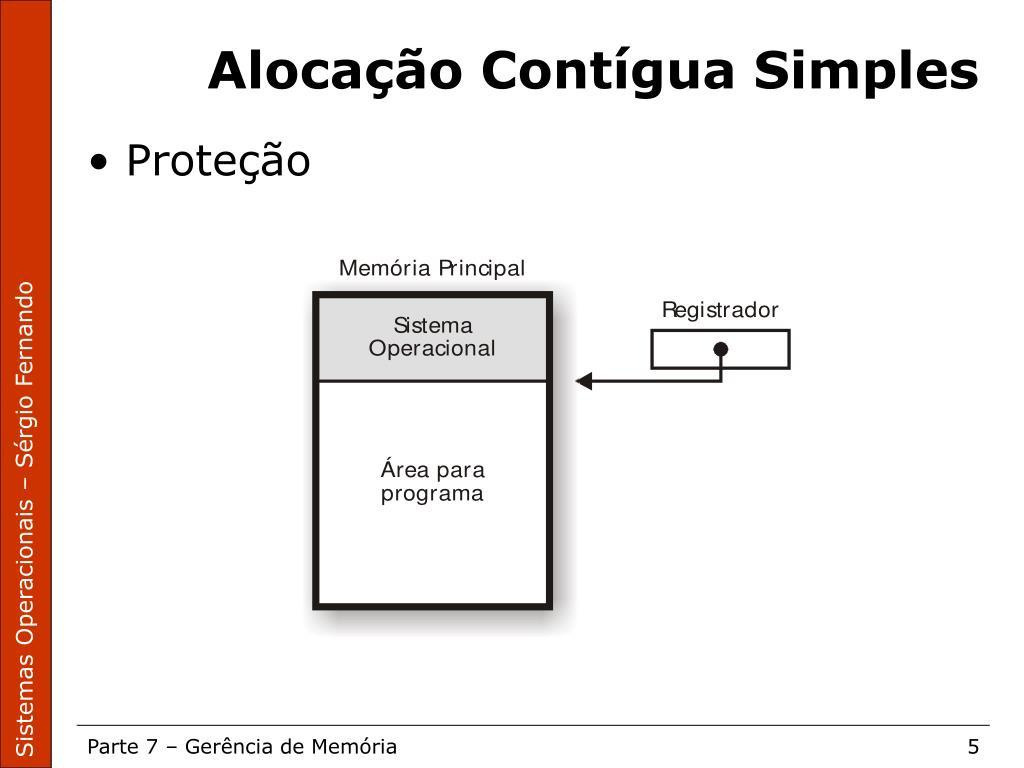 Alocação Contígua Simples
• Proteção
Memória Principal
Sistema
Operacional
Registrador
Área para
programa
Sistemas Operacionais – Sérgio Fernando
Parte 7 – Gerência de Memória
5